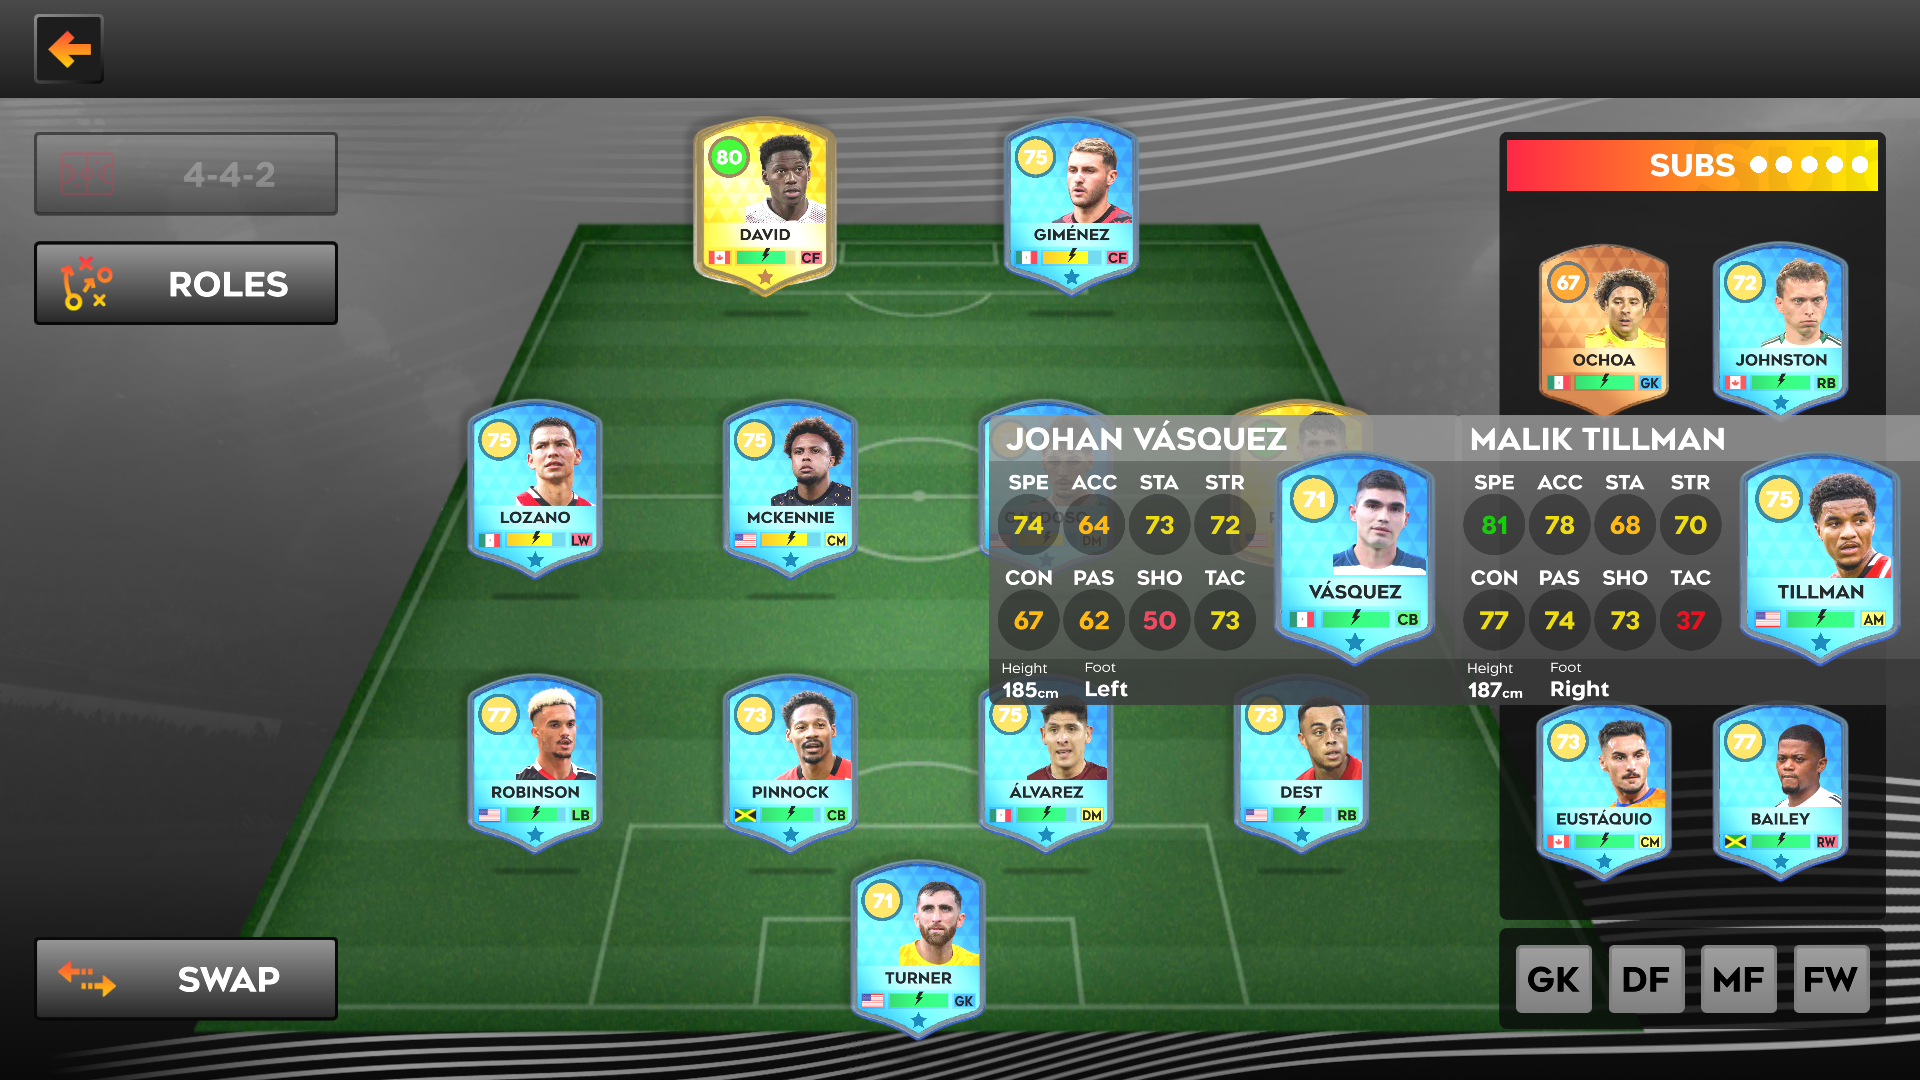 4-4-2
ROLES
SWAP
80
DAVID
CF
75
GIMÉNEZ
CF
75
LOZANO
LW
75
MCKENNIE
CM
CARDOSO
DM
77
ROBINSON
LB
73
PINNOCK
CB
75
ÁLVAREZ
DM
73
DEST
RB
71
TURNER
GK
SUBS
67
OCHOA
GK
72
JOHNSTON
RB
JOHAN VÁSQUEZ
SPE ACC STA STR
74 64 73 72
CON PAS SHO TAC
67 62 50 73
Height Foot
185cm Left
71
VÁSQUEZ
CB
MALIK TILLMAN
SPE ACC STA STR
81 78 68 70
CON PAS SHO TAC
77 74 73 37
Height Foot
187cm Right
75
TILLMAN
AM
73
EUSTÁQUIO
CM
77
BAILEY
RW
GK DF MF FW